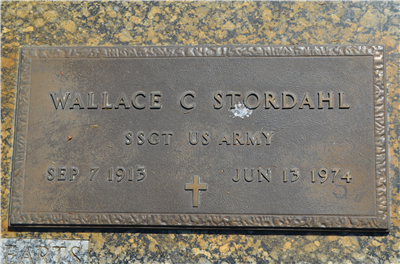 WALLACE C STORDAHL
SSGT US ARMY
SEP 7 1913 JUN 13 1974